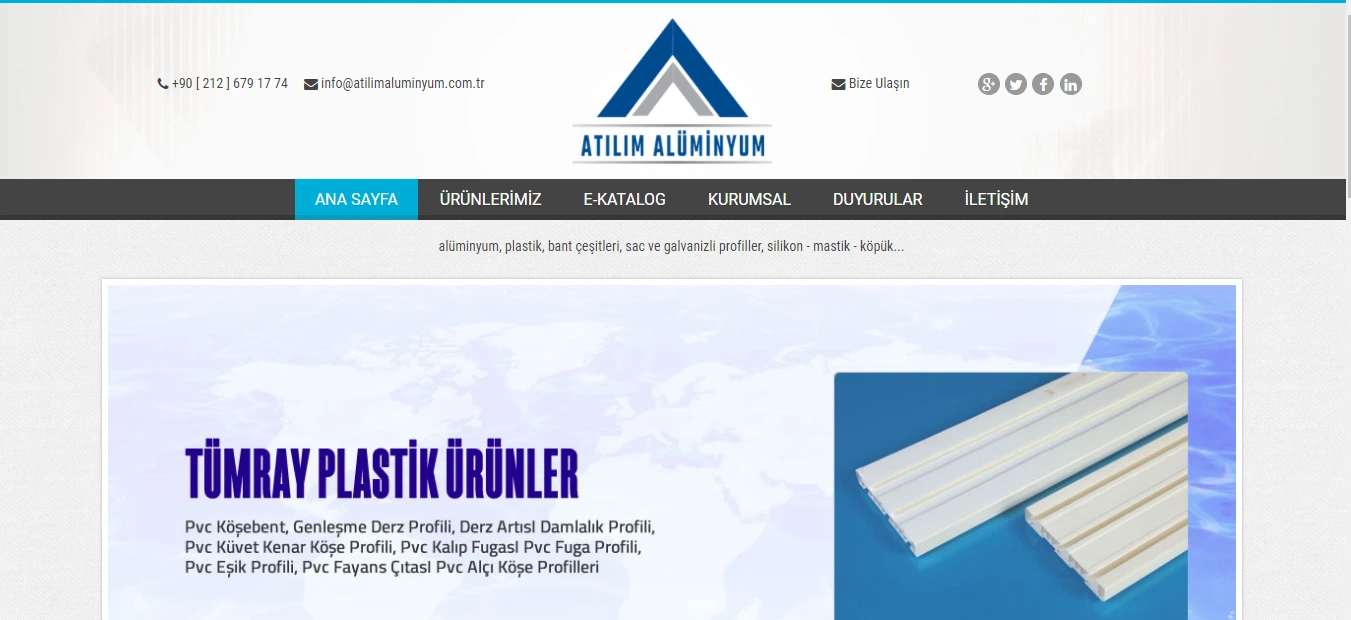 +90 [ 212 ] 679 17 74
info@atilimaluminyum.com.tr
ATILIM ALÜMİNYUM
Bize Ulaşın
ANA SAYFA
ÜRÜNLERİMİZ
E-KATALOG
KURUMSAL
DUYURULAR
İLETİŞİM
alüminyum, plastik, bant çeşitleri, sac ve galvanizli profiller, silikon - mastik - köpük...
TÜMRAY PLASTİK ÜRÜNLER
Pvc Köşebent, Genleşme Derz Profili, Derz ArtısI Damlalık Profili,
Pvc Küvet Kenar Köşe Profili, Pvc Kalıp FugasI Pvc Fuga Profili,
Pvc Eşik Profili, Pvc Fayans ÇıtasI Pvc Alçı Köşe Profilleri